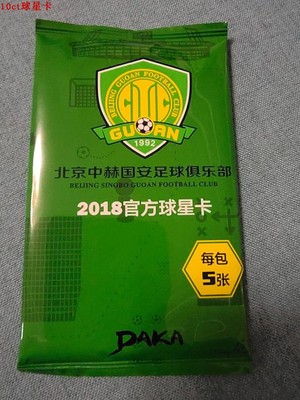 10ct球星卡
BEIJING GUOAN FOOTBALL CLUB
GUOAN
1992
北京中赫国安足球俱乐部
BEIJING SINOBO GUOAN FOOTBALL CLUB
2018官方球星卡
每包
5张
DAKA